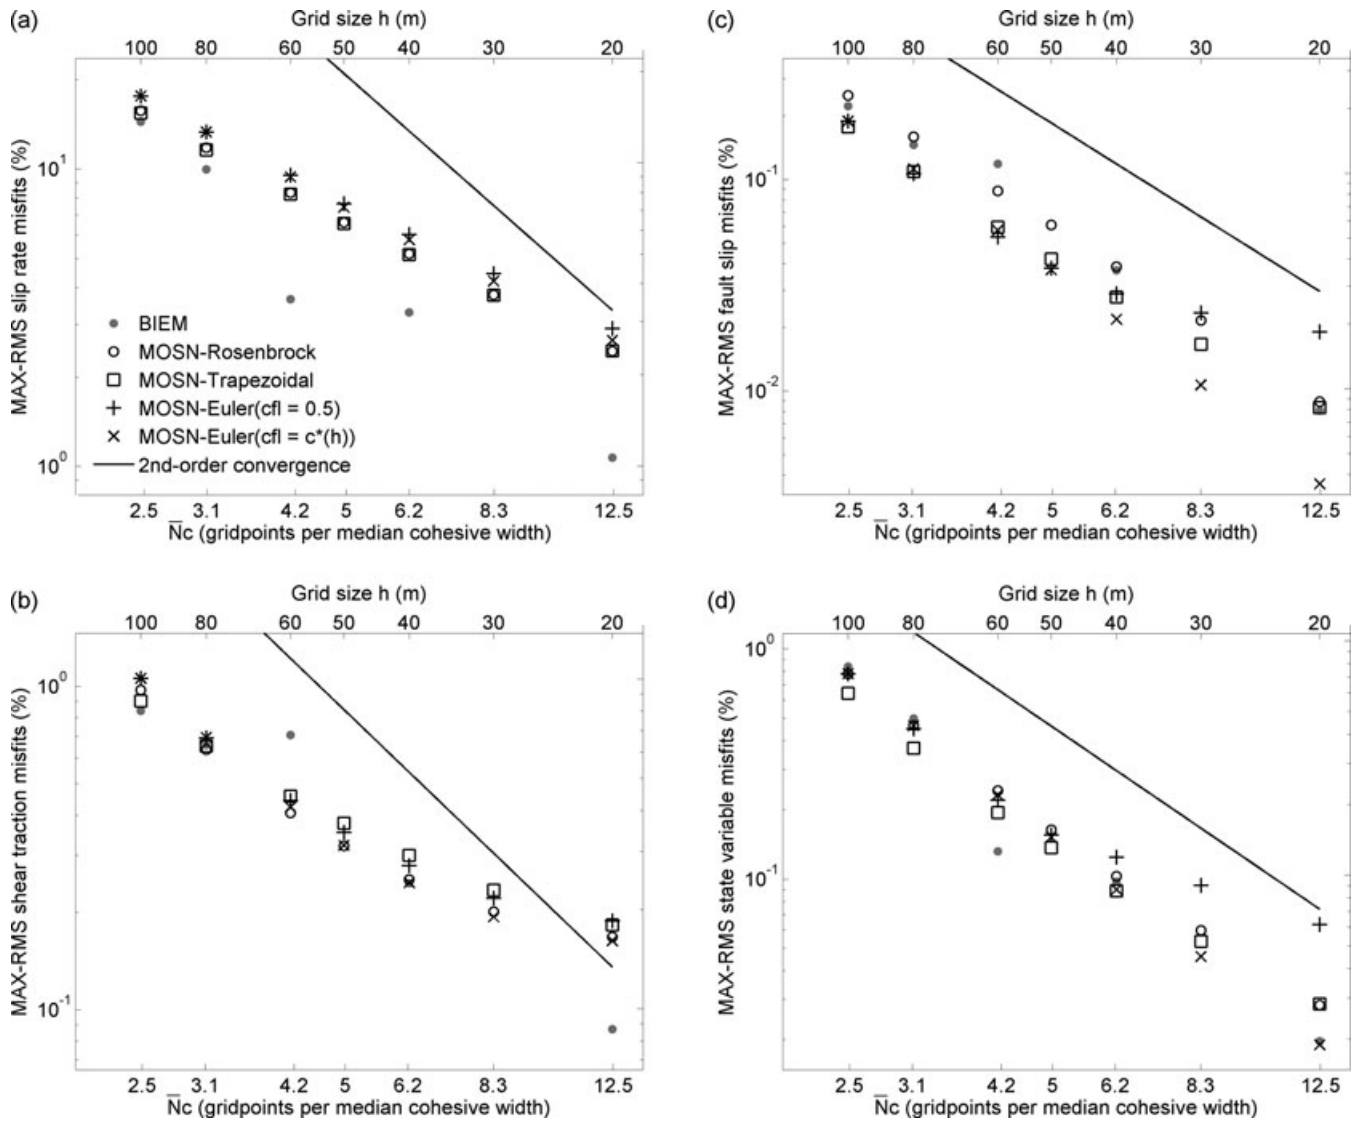 (a)
Grid size h (m)
100 80 60 50 40 30 20
MAX-RMS slip rate misfits (%)
10^1
10^0
BIEM
MOSN-Rosenbrock
MOSN-Trapezoidal
MOSN-Euler(cfl = 0.5)
MOSN-Euler(cfl = c*(h))
2nd-order convergence
2.5 3.1 4.2 5 6.2 8.3 12.5
N̅c (gridpoints per median cohesive width)
(c)
Grid size h (m)
100 80 60 50 40 30 20
MAX-RMS fault slip misfits (%)
10^-1
10^-2
2.5 3.1 4.2 5 6.2 8.3 12.5
N̅c (gridpoints per median cohesive width)
(b)
Grid size h (m)
100 80 60 50 40 30 20
MAX-RMS shear traction misfits (%)
10^0
10^-1
2.5 3.1 4.2 5 6.2 8.3 12.5
N̅c (gridpoints per median cohesive width)
(d)
Grid size h (m)
100 80 60 50 40 30 20
MAX-RMS state variable misfits (%)
10^0
10^-1
2.5 3.1 4.2 5 6.2 8.3 12.5
N̅c (gridpoints per median cohesive width)